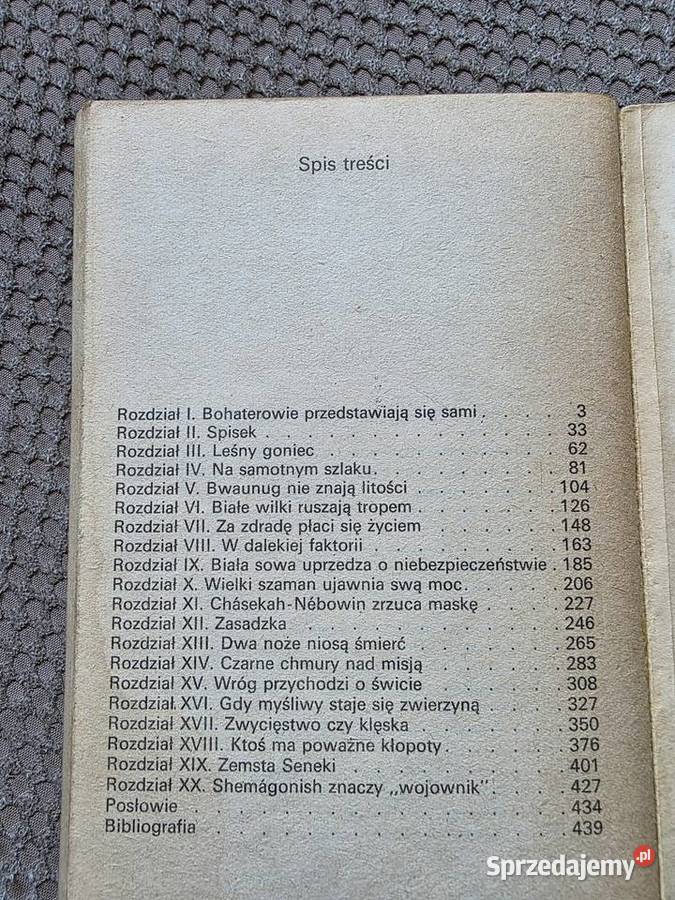 Spis treści
Rozdział I. Bohaterowie przedstawiają się sami . . . . 3
Rozdział II. Spisek . . . . . . . . . . . . . 33
Rozdział III. Leśny goniec . . . . . . . . . . 62
Rozdział IV. Na samotnym szlaku. . . . . . . . 81
Rozdział V. Bwaunug nie znają litości . . . . . . 104
Rozdział VI. Białe wilki ruszają tropem . . . . . . 126
Rozdział VII. Za zdradę płaci się życiem . . . . . 148
Rozdział VIII. W dalekiej faktorii . . . . . . . . 163
Rozdział IX. Biała sowa uprzedza o niebezpieczeństwie . 185
Rozdział X. Wielki szaman ujawnia swą moc . . . . 206
Rozdział XI. Chásekah-Nébowin zrzuca maskę . . . . 227
Rozdział XII. Zasadzka . . . . . . . . . . . 246
Rozdział XIII. Dwa noże niosą śmierć . . . . . . 265
Rozdział XIV. Czarne chmury nad misją . . . . . 283
Rozdział XV. Wróg przychodzi o świcie . . . . . 308
Rozdział XVI. Gdy myśliwy staje się zwierzyną . . . . 327
Rozdział XVII. Zwycięstwo czy klęska . . . . . . 350
Rozdział XVIII. Ktoś ma poważne kłopoty . . . . . 376
Rozdział XIX. Zemsta Seneki . . . . . . . . . 401
Rozdział XX. Shemágonish znaczy „wojownik" . . . . 427
Posłowie . . . . . . . . . . . . . . . 434
Bibliografia . . . . . . . . . . . . . . 439
Sprzedajemy.pl